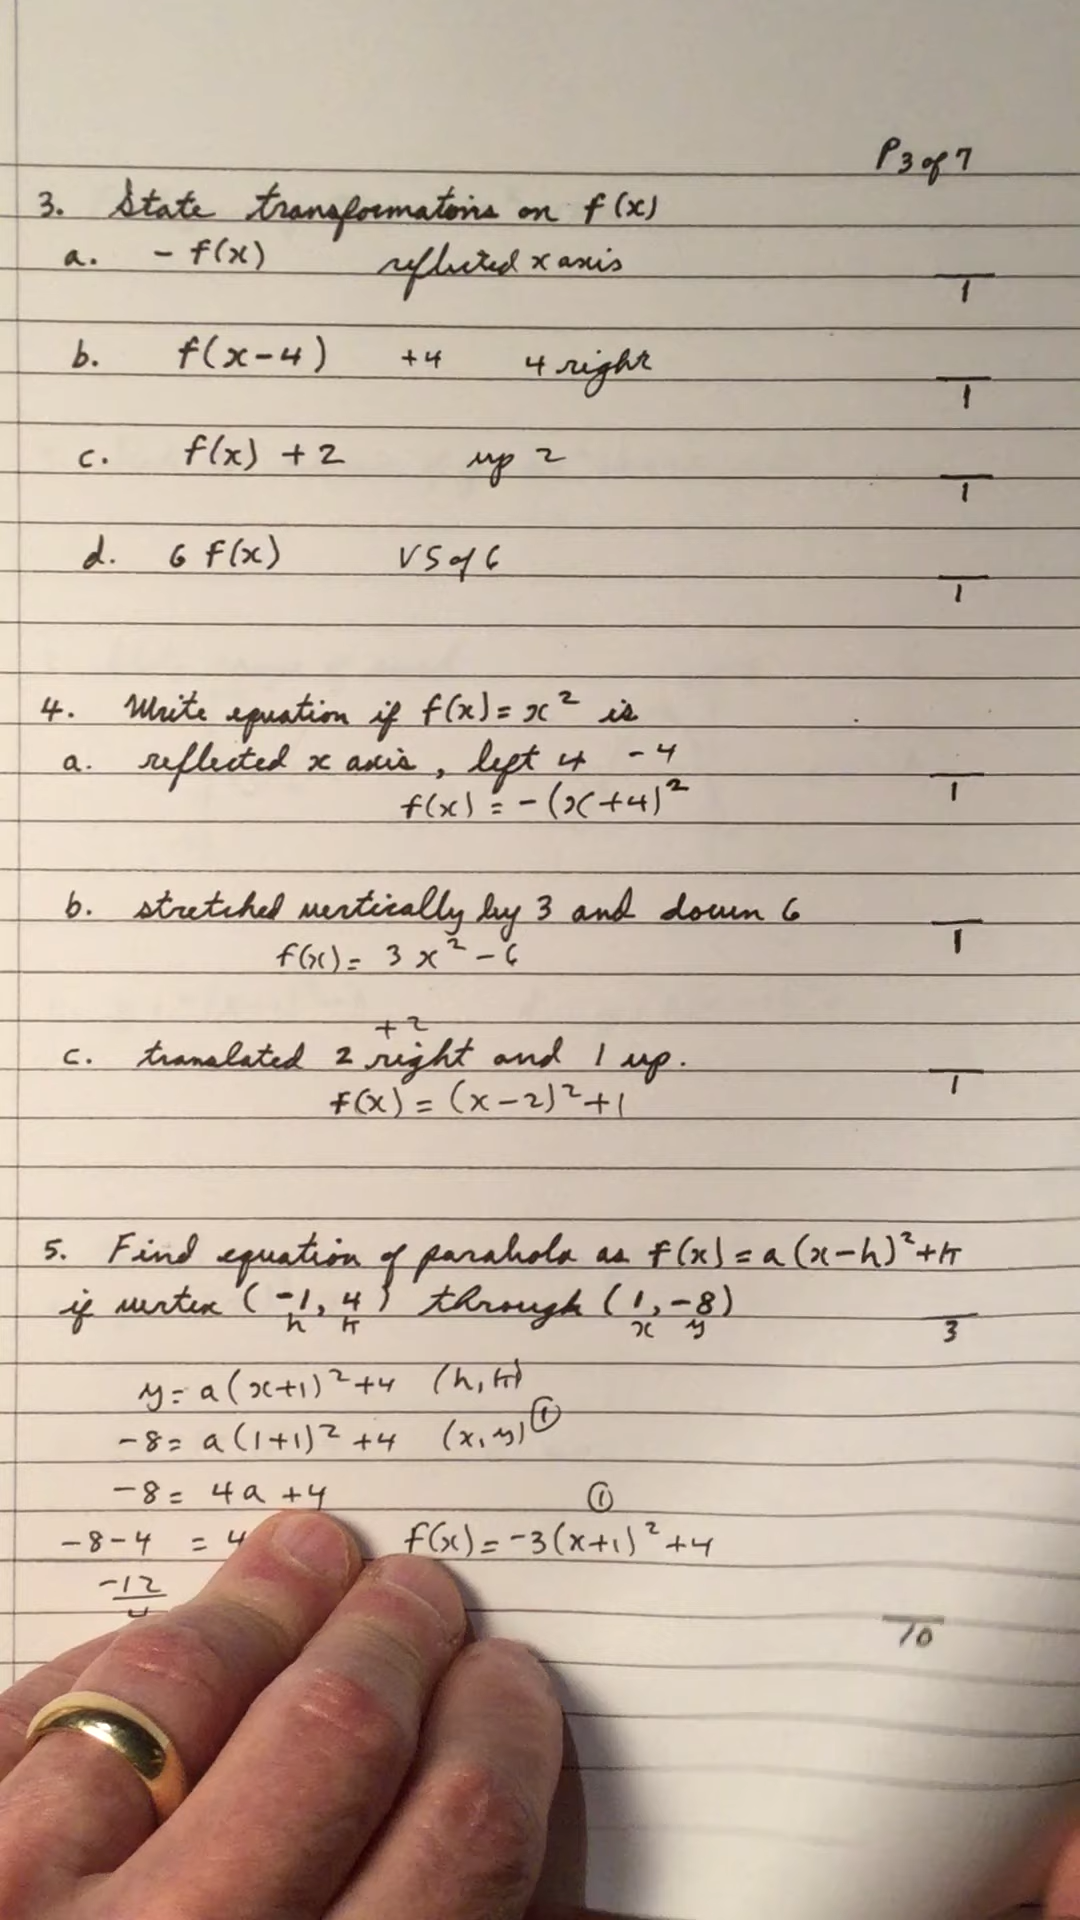 P 3 of 7
3. State transformatoins on f(x)
a. - f(x) reflected x axis
1
b. f(x-4) +4 4 right
1
c. f(x) + 2 up 2
1
d. 6 f(x) VS of 6
1
4. Write equation if f(x) = x² is
a. reflected x axis, left 4 - 4
1
f(x) = - (x+4)²
b. stretched vertically by 3 and down 6
1
f(x) = 3x² - 6
+2
c. translated 2 right and 1 up.
1
f(x) = (x-2)² + 1
5. Find equation of parabola as f(x) = a(x-h)² + k
if vertex (-1, 4) through (1, -8)
h k x y
3
y = a(x+1)² + 4 (h, k)
-8 = a(1+1)² + 4 (x, y) ①
-8 = 4a + 4 ①
-8 - 4 = 4 f(x) = -3(x+1)² + 4
-12
10